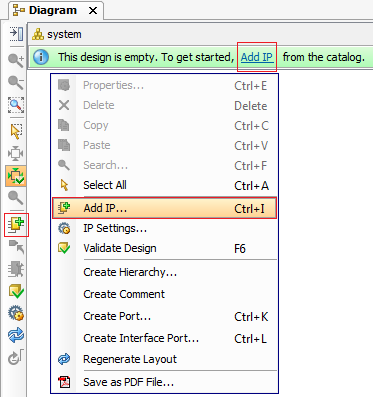 Diagram
system
This design is empty. To get started, Add IP from the catalog.
Properties... Ctrl+E
Delete Delete
Copy Ctrl+C
Paste Ctrl+V
Search... Ctrl+F
Select All Ctrl+A
Add IP... Ctrl+I
IP Settings...
Validate Design F6
Create Hierarchy...
Create Comment
Create Port... Ctrl+K
Create Interface Port... Ctrl+L
Regenerate Layout
Save as PDF File...